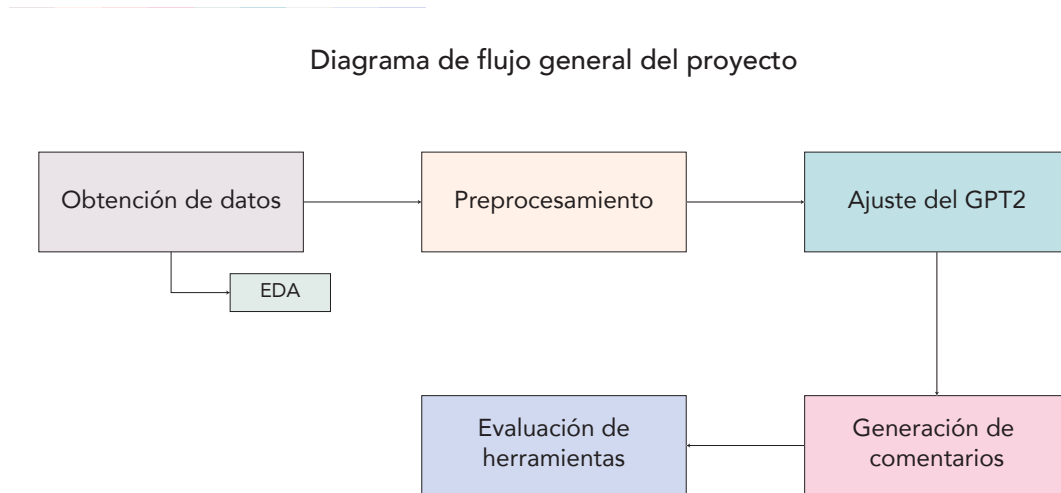 Diagrama de flujo general del proyecto
Obtención de datos
Preprocesamiento
Ajuste del GPT2
EDA
Evaluación de
herramientas
Generación de
comentarios